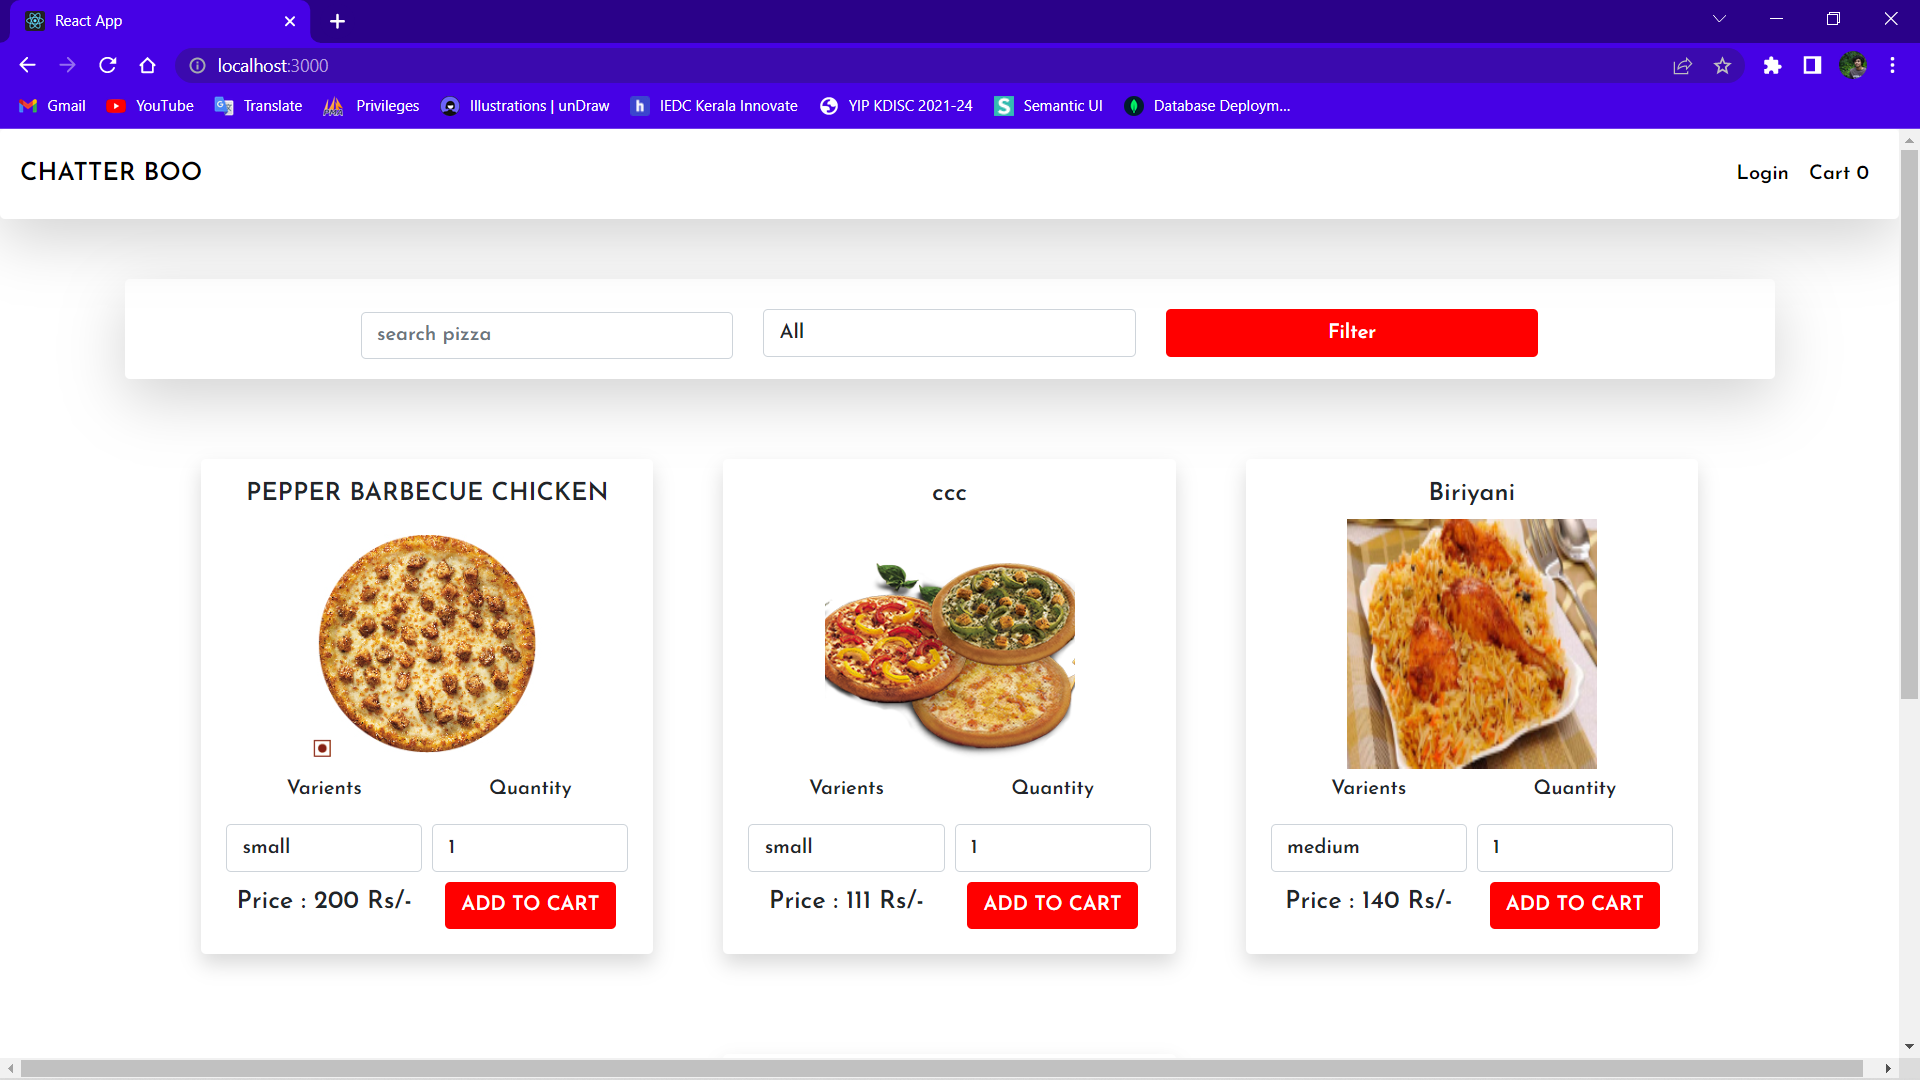 React App
localhost:3000
Gmail YouTube Translate Privileges Illustrations | unDraw IEDC Kerala Innovate YIP KDISC 2021-24 Semantic UI Database Deploym...
CHATTER BOO Login Cart 0
search pizza All Filter
PEPPER BARBECUE CHICKEN
Varients Quantity
small 1
Price : 200 Rs/- ADD TO CART
ccc
Varients Quantity
small 1
Price : 111 Rs/- ADD TO CART
Biriyani
Varients Quantity
medium 1
Price : 140 Rs/- ADD TO CART